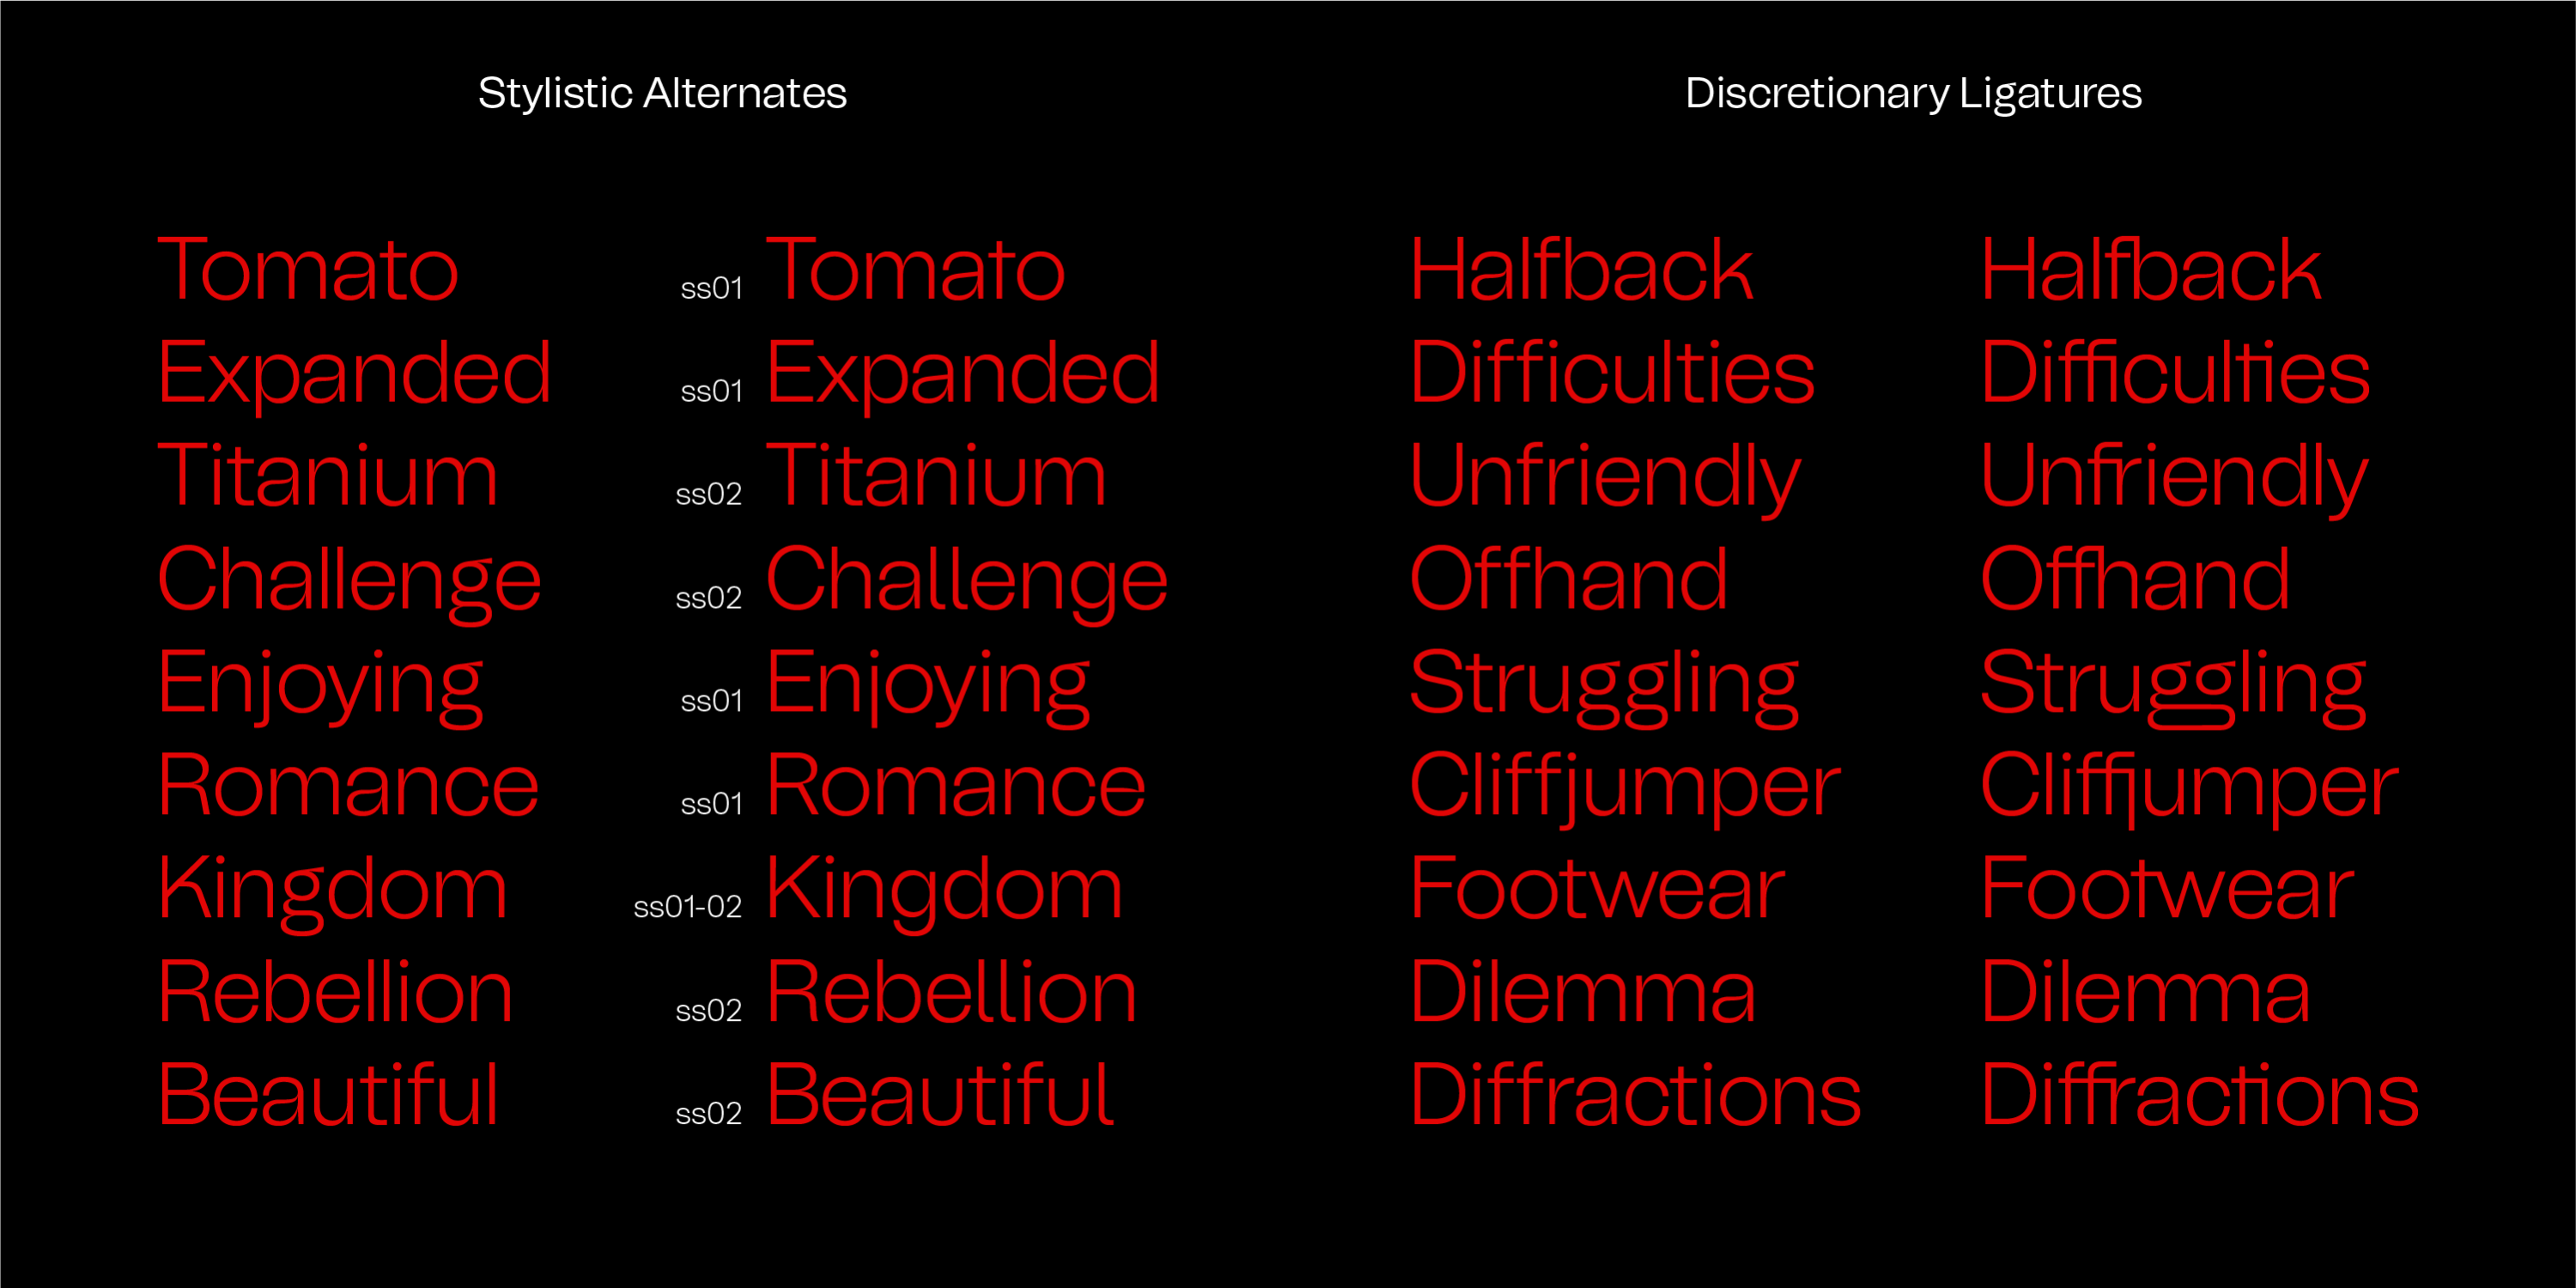 Stylistic Alternates
Discretionary Ligatures
Tomato ss01 Tomato
Expanded ss01 Expanded
Titanium ss02 Titanium
Challenge ss02 Challenge
Enjoying ss01 Enjoying
Romance ss01 Romance
Kingdom ss01-02 Kingdom
Rebellion ss02 Rebellion
Beautiful ss02 Beautiful
Halfback Halfback
Difficulties Difficulties
Unfriendly Unfriendly
Offhand Offhand
Struggling Struggling
Cliffjumper Cliffjumper
Footwear Footwear
Dilemma Dilemma
Diffractions Diffractions